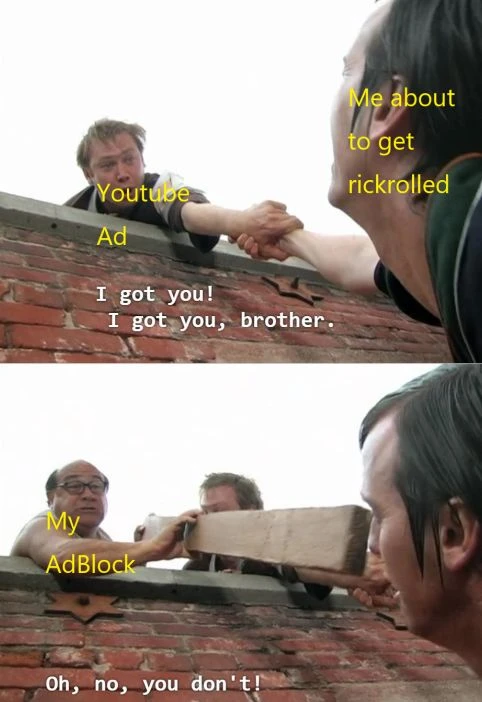 Me about
to get
rickrolled
Youtube
Ad
I got you!
I got you, brother.
My
AdBlock
Oh, no, you don't!